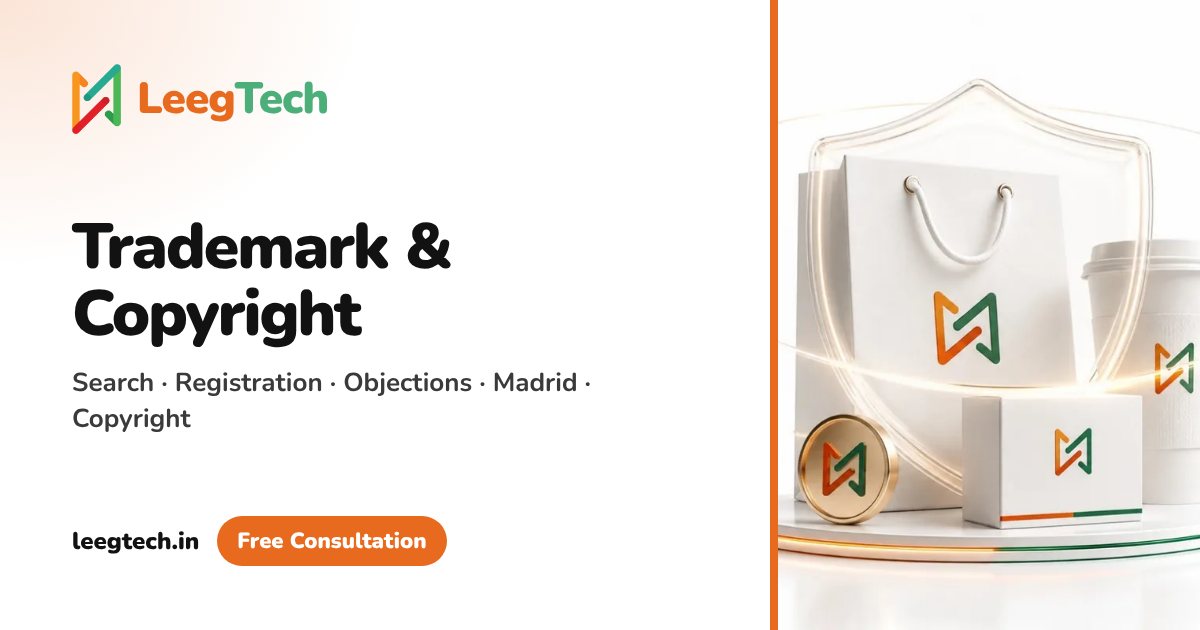 LeegTech
Trademark &
Copyright
Search · Registration · Objections · Madrid ·
Copyright
leegtech.in
Free Consultation